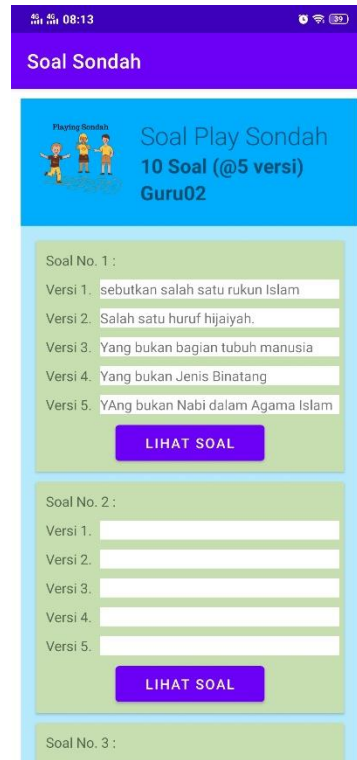 4G 4G 08:13 39
Soal Sondah
Playing Sondah
Soal Play Sondah
10 Soal (@5 versi)
Guru02
Soal No. 1 :
Versi 1. sebutkan salah satu rukun Islam
Versi 2. Salah satu huruf hijaiyah.
Versi 3. Yang bukan bagian tubuh manusia
Versi 4. Yang bukan Jenis Binatang
Versi 5. YAng bukan Nabi dalam Agama Islam
LIHAT SOAL
Soal No. 2 :
Versi 1.
Versi 2.
Versi 3.
Versi 4.
Versi 5.
LIHAT SOAL
Soal No. 3 :